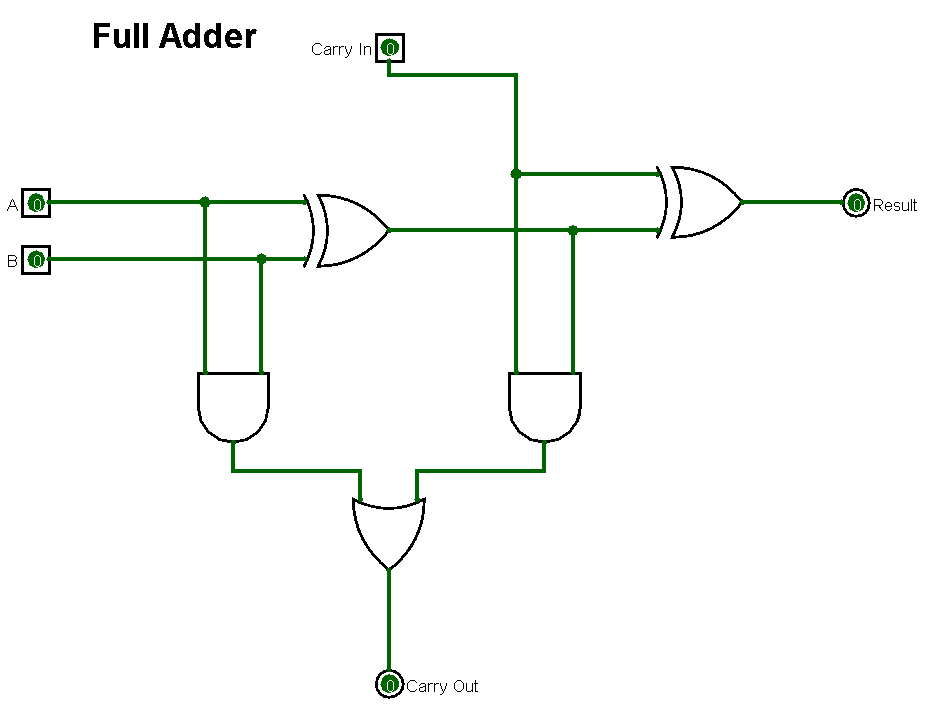 Full Adder
Carry In 0
A 0
B 0
0 Result
0 Carry Out